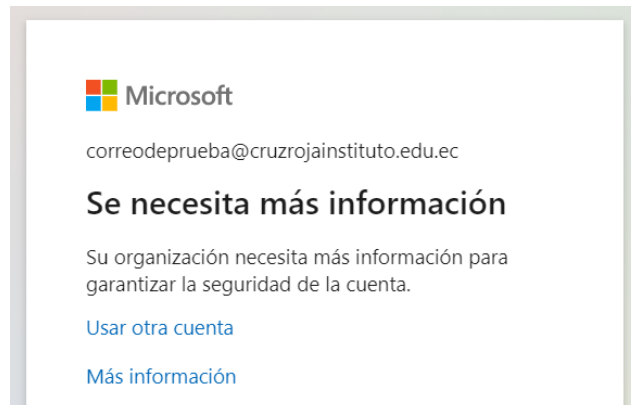 Microsoft
correodeprueba@cruzrojainstituto.edu.ec
Se necesita más información
Su organización necesita más información para
garantizar la seguridad de la cuenta.
Usar otra cuenta
Más información